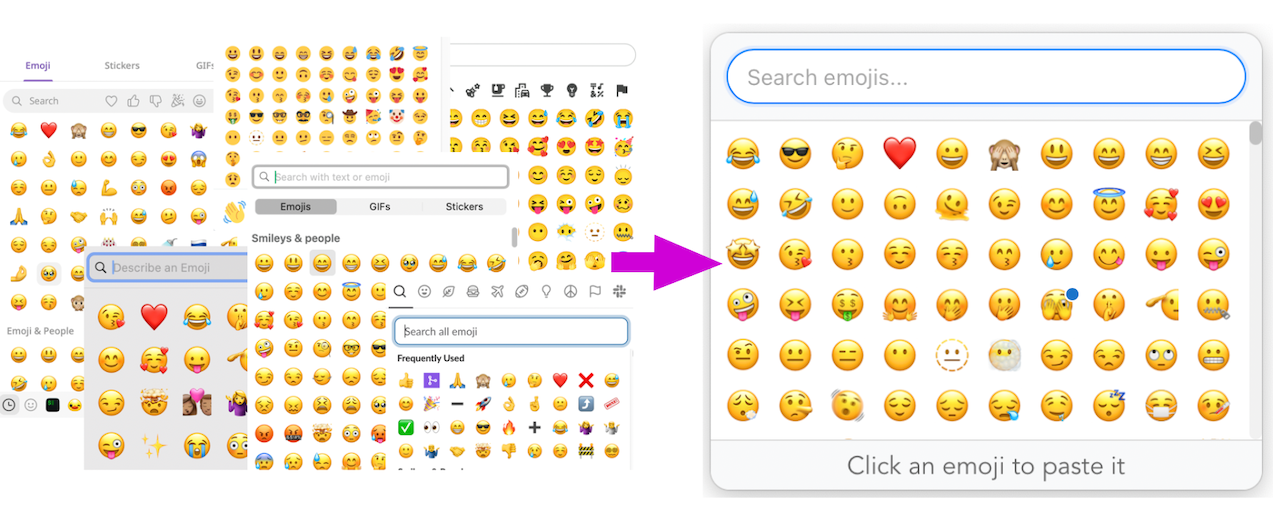 Emoji
Stickers
GIFs
Search
Emoji & People
Search with text or emoji
Emojis
GIFs
Stickers
Smileys & people
Describe an Emoji
Search all emoji
Frequently Used
Search emojis...
Click an emoji to paste it